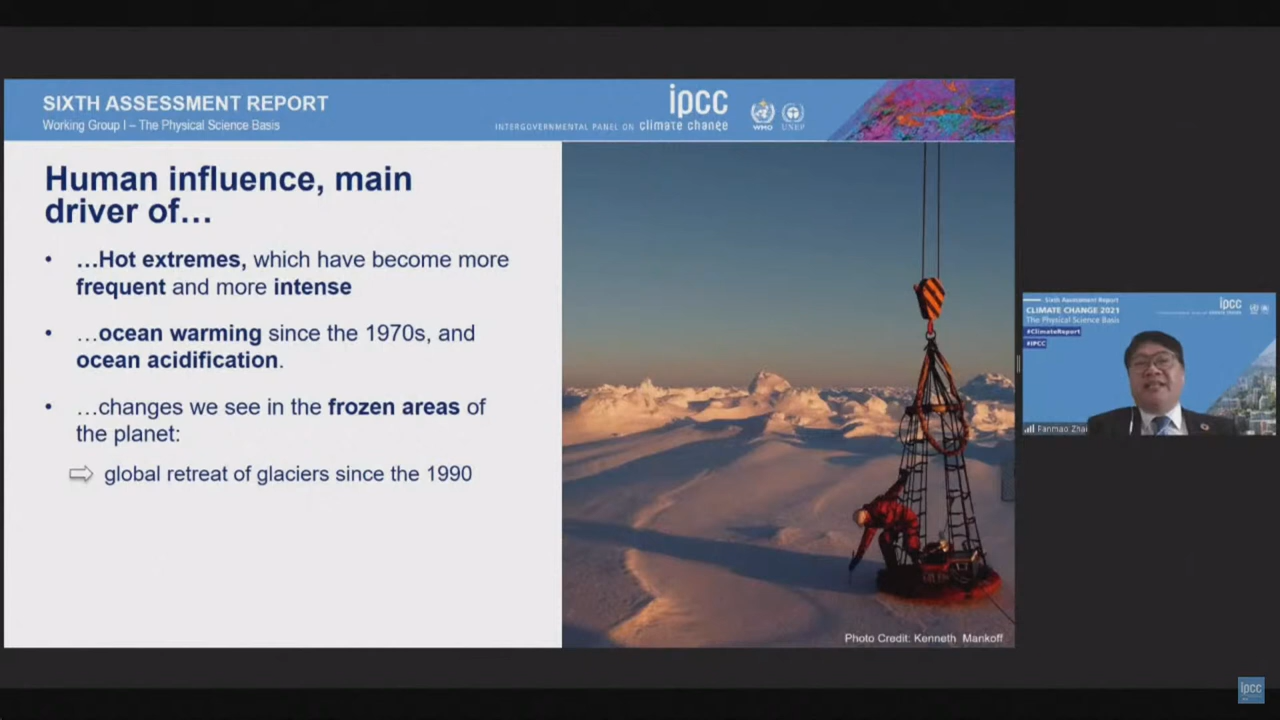 SIXTH ASSESSMENT REPORT
Working Group I – The Physical Science Basis
ipcc
INTERGOVERNMENTAL PANEL ON climate change
WMO
UNEP
Human influence, main
driver of…
• …Hot extremes, which have become more
frequent and more intense
• …ocean warming since the 1970s, and
ocean acidification.
• …changes we see in the frozen areas of
the planet:
⇨ global retreat of glaciers since the 1990
Photo Credit: Kenneth Mankoff
Sixth Assessment Report
CLIMATE CHANGE 2021
The Physical Science Basis
#ClimateReport
#IPCC
ipcc
Panmao Zhai
ipcc